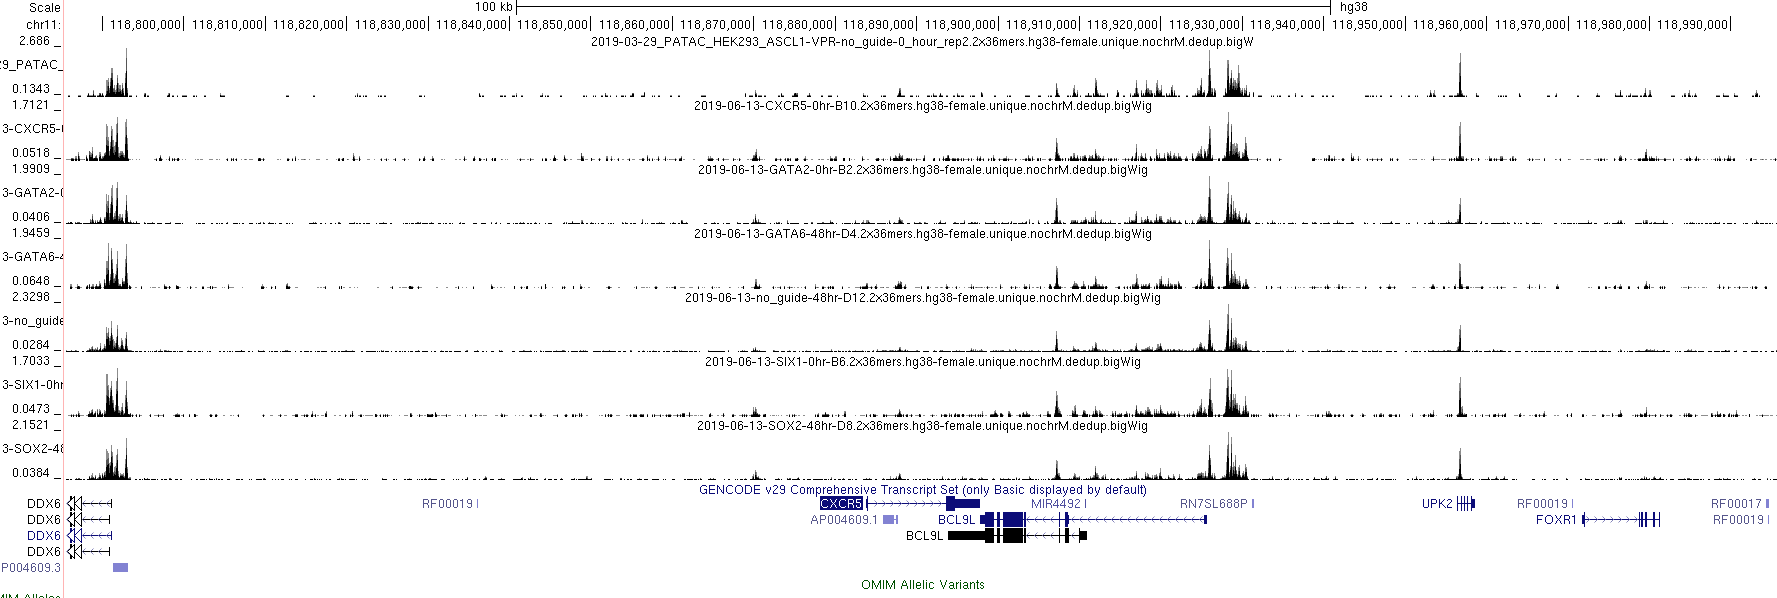 Scale 100 kb hg38
chr11: 118,800,000 118,810,000 118,820,000 118,830,000 118,840,000 118,850,000 118,860,000 118,870,000 118,880,000 118,890,000 118,900,000 118,910,000 118,920,000 118,930,000 118,940,000 118,950,000 118,960,000 118,970,000 118,980,000 118,990,000
2.686 _ 2019-03-29_PATAC_HEK293_ASCL1-VPR-no_guide-0_hour_rep2.2x36mers.hg38-female.unique.nochrM.dedup.bigW
29_PATAC_
0.1343 _
1.7121 _ 2019-06-13-CXCR5-0hr-B10.2x36mers.hg38-female.unique.nochrM.dedup.bigWig
3-CXCR5-
0.0518 _
1.9909 _ 2019-06-13-GATA2-0hr-B2.2x36mers.hg38-female.unique.nochrM.dedup.bigWig
3-GATA2-0
0.0406 _
1.9459 _ 2019-06-13-GATA6-48hr-D4.2x36mers.hg38-female.unique.nochrM.dedup.bigWig
3-GATA6-4
0.0648 _
2.3298 _ 2019-06-13-no_guide-48hr-D12.2x36mers.hg38-female.unique.nochrM.dedup.bigWig
3-no_guide
0.0284 _
1.7033 _ 2019-06-13-SIX1-0hr-B6.2x36mers.hg38-female.unique.nochrM.dedup.bigWig
3-SIX1-0hr
0.0473 _
2.1521 _ 2019-06-13-SOX2-48hr-D8.2x36mers.hg38-female.unique.nochrM.dedup.bigWig
3-SOX2-48
0.0384 _
GENCODE v29 Comprehensive Transcript Set (only Basic displayed by default)
DDX6 RF00019 CXCR5 MIR4492 RN7SL688P UPK2 RF00019 RF00017
DDX6 AP004609.1 BCL9L FOXR1 RF00019
DDX6 BCL9L
DDX6
P004609.3
OMIM Allelic Variants